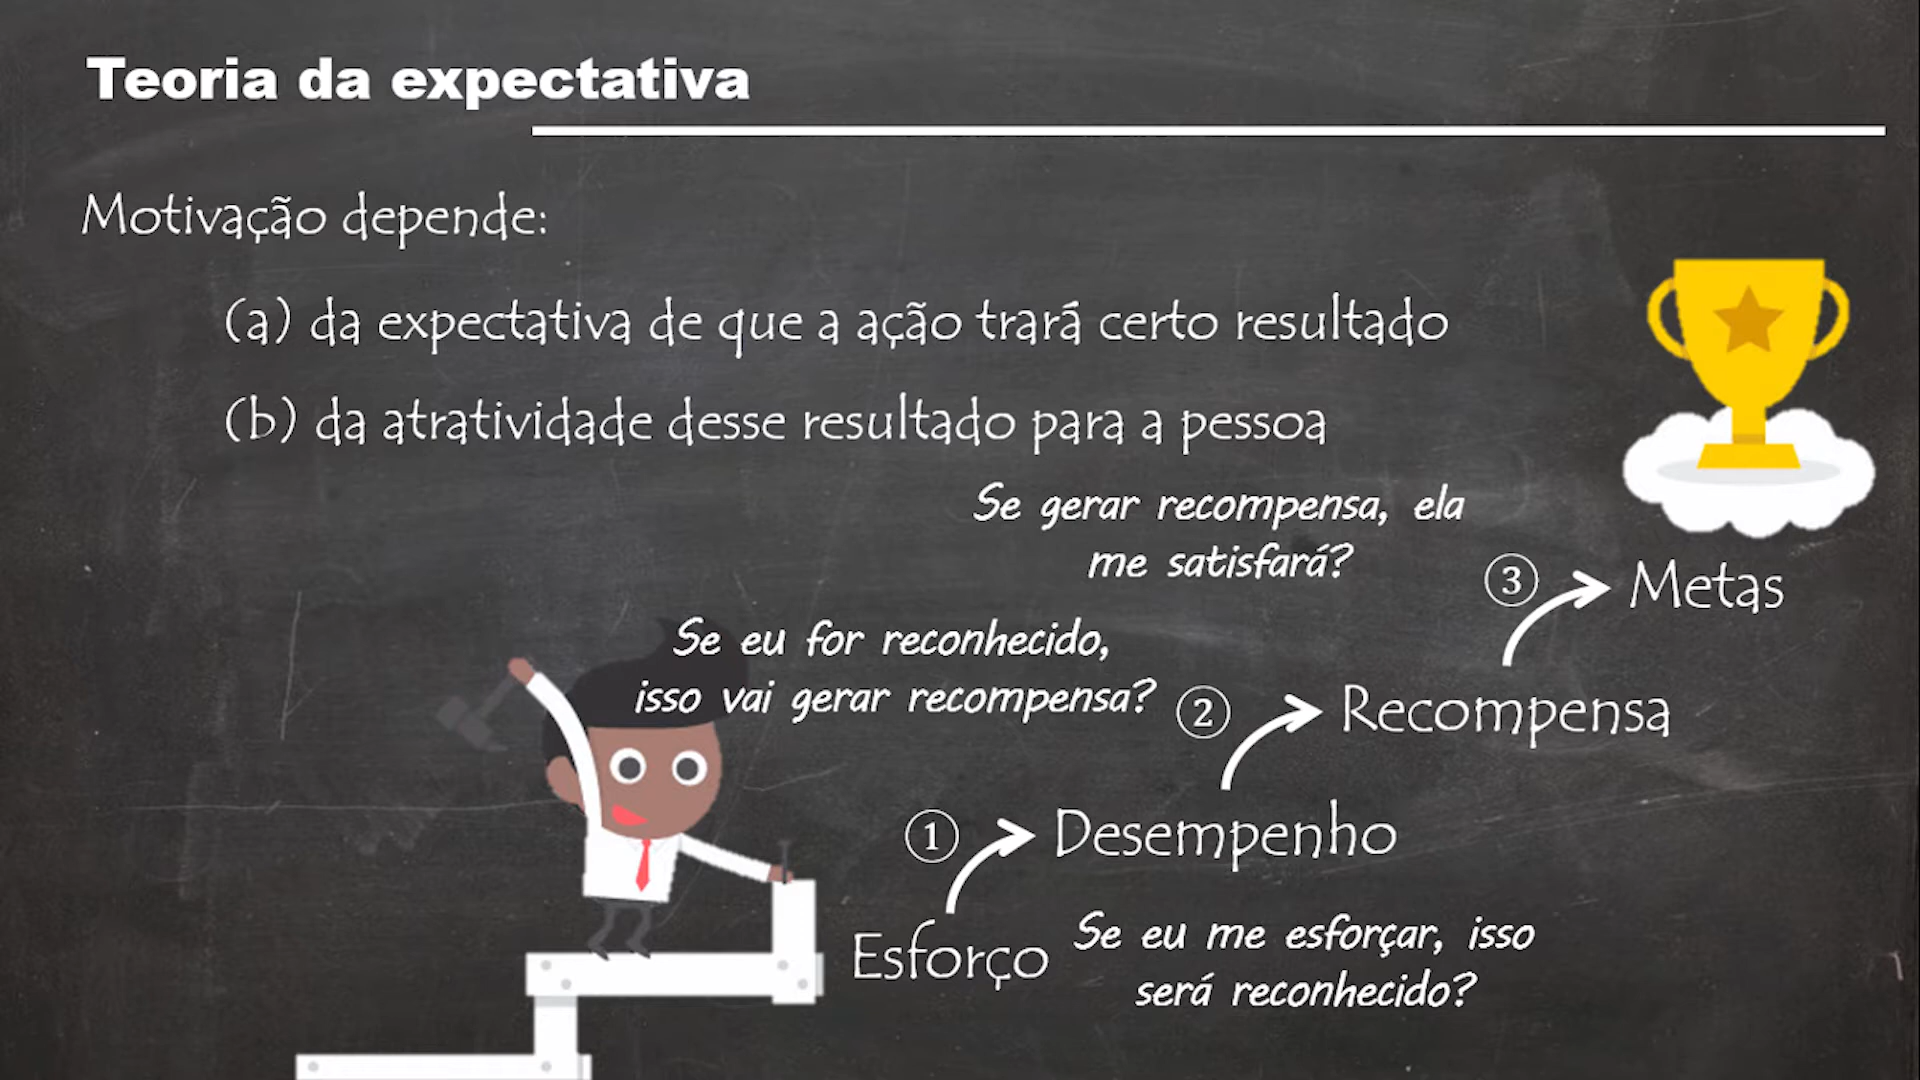 Teoria da expectativa
Motivação depende:
(a) da expectativa de que a ação trará certo resultado
(b) da atratividade desse resultado para a pessoa
Se gerar recompensa, ela
me satisfará?
③ Metas
Se eu for reconhecido,
isso vai gerar recompensa?
② Recompensa
① Desempenho
Esforço
Se eu me esforçar, isso
será reconhecido?